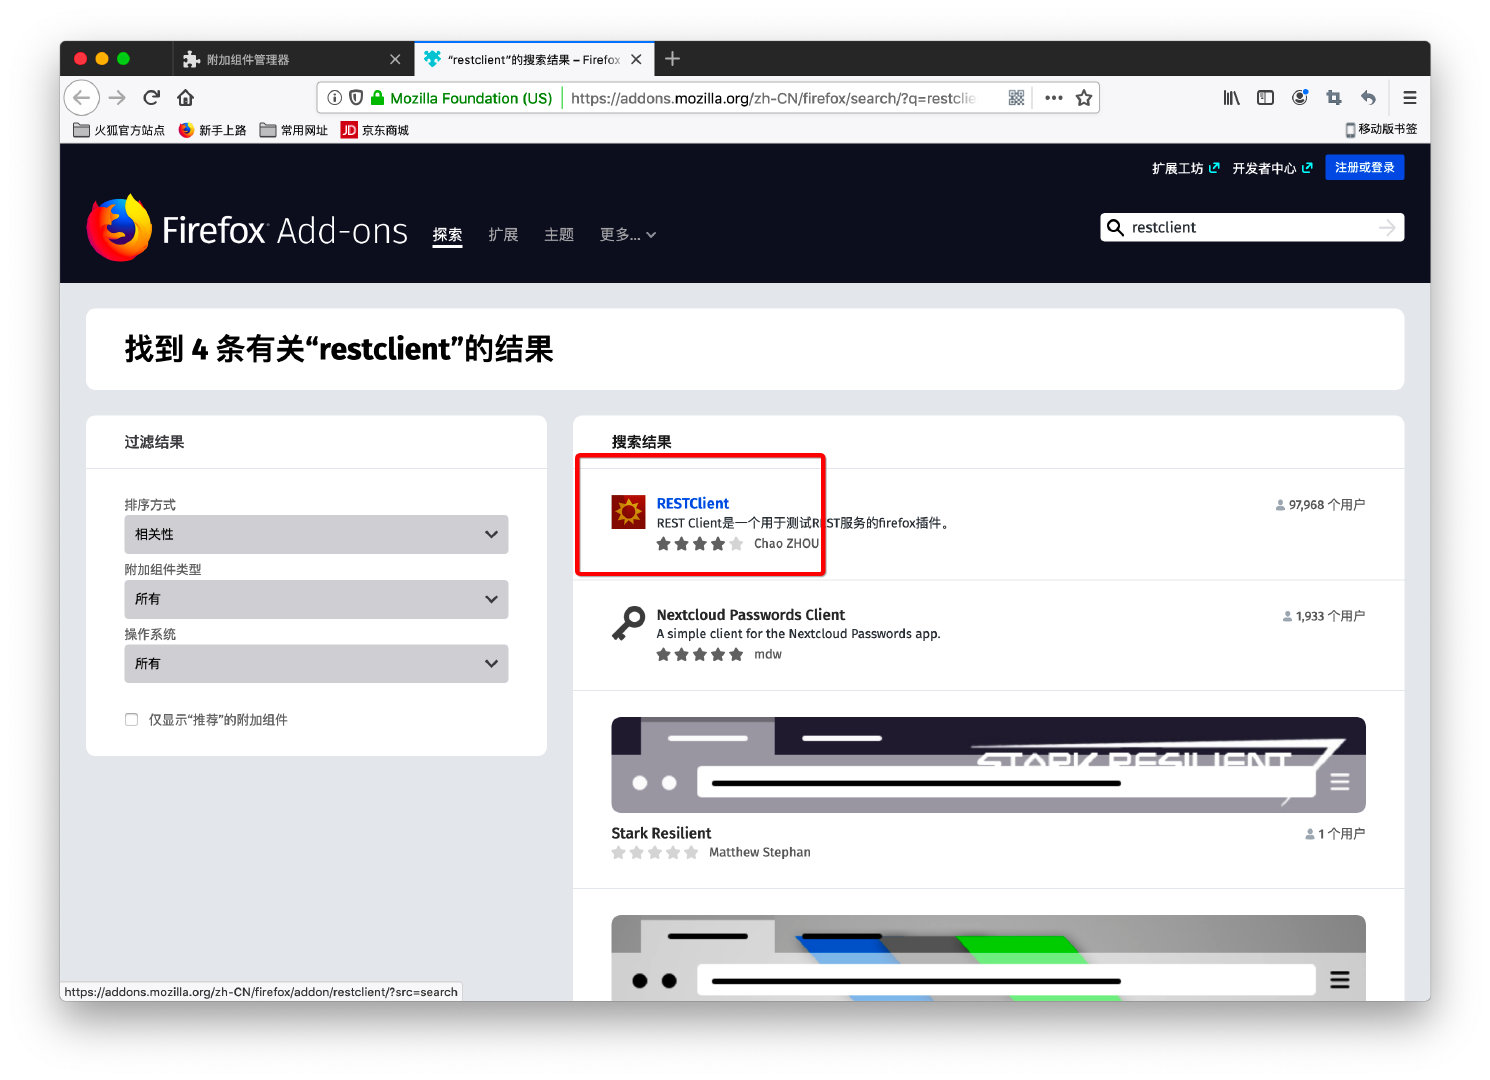 附加组件管理器
“restclient”的搜索结果 – Firefox
Mozilla Foundation (US)
https://addons.mozilla.org/zh-CN/firefox/search/?q=restclie
火狐官方站点
新手上路
常用网址
JD 京东商城
移动版书签
扩展工坊
开发者中心
注册或登录
Firefox Add-ons
探索
扩展
主题
更多...
restclient
找到 4 条有关“restclient”的结果
过滤结果
排序方式
相关性
附加组件类型
所有
操作系统
所有
仅显示“推荐”的附加组件
搜索结果
RESTClient
97,968 个用户
REST Client是一个用于测试REST服务的firefox插件。
Chao ZHOU
Nextcloud Passwords Client
1,933 个用户
A simple client for the Nextcloud Passwords app.
mdw
STARK RESILIENT
Stark Resilient
1 个用户
Matthew Stephan
https://addons.mozilla.org/zh-CN/firefox/addon/restclient/?src=search